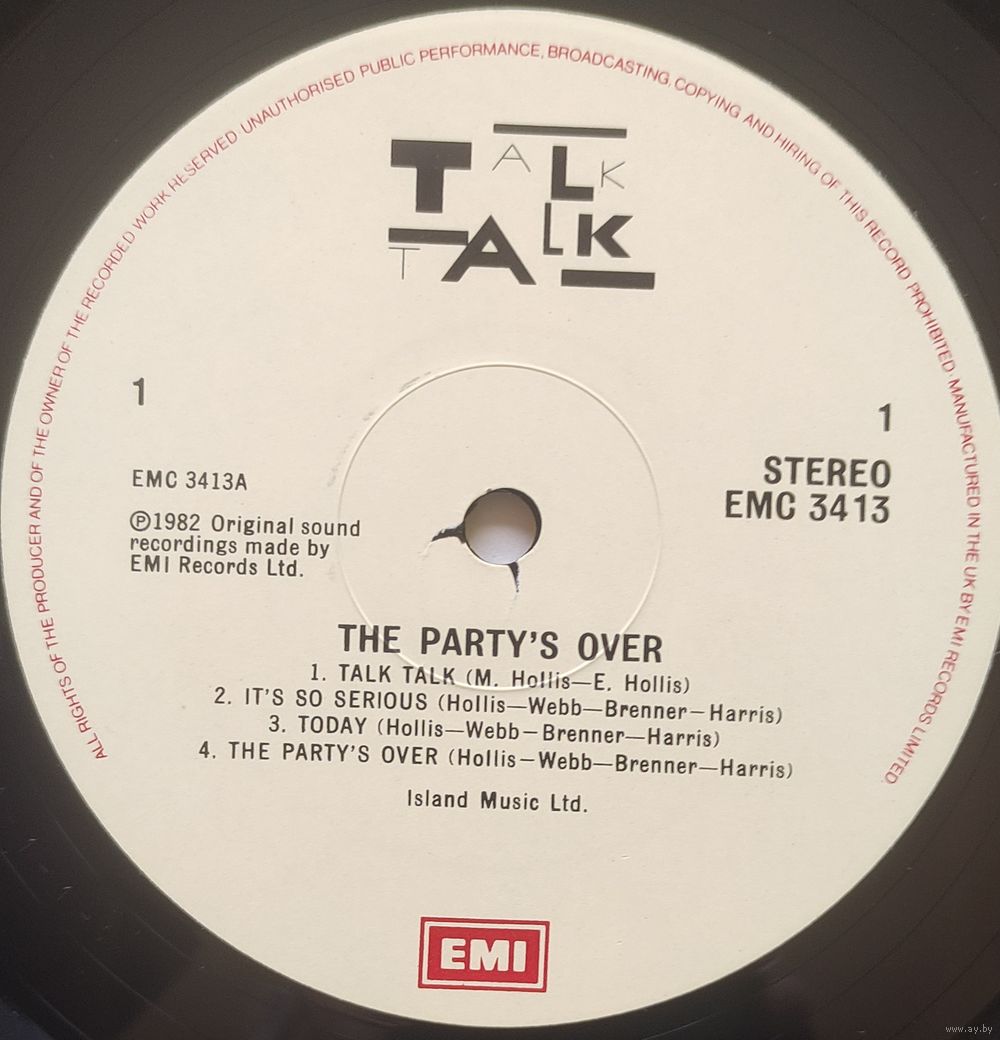 ALL RIGHTS OF THE PRODUCER AND OF THE OWNER OF THE RECORDED WORK RESERVED. UNAUTHORISED PUBLIC PERFORMANCE, BROADCASTING, COPYING AND HIRING OF THIS RECORD PROHIBITED. MANUFACTURED IN THE UK BY EMI RECORDS LIMITED
TALK
TALK
1
1
STEREO
EMC 3413
EMC 3413A
℗1982 Original sound
recordings made by
EMI Records Ltd.
THE PARTY'S OVER
1. TALK TALK (M. Hollis—E. Hollis)
2. IT'S SO SERIOUS (Hollis—Webb—Brenner—Harris)
3. TODAY (Hollis—Webb—Brenner—Harris)
4. THE PARTY'S OVER (Hollis—Webb—Brenner—Harris)
Island Music Ltd.
EMI
www.ay.by